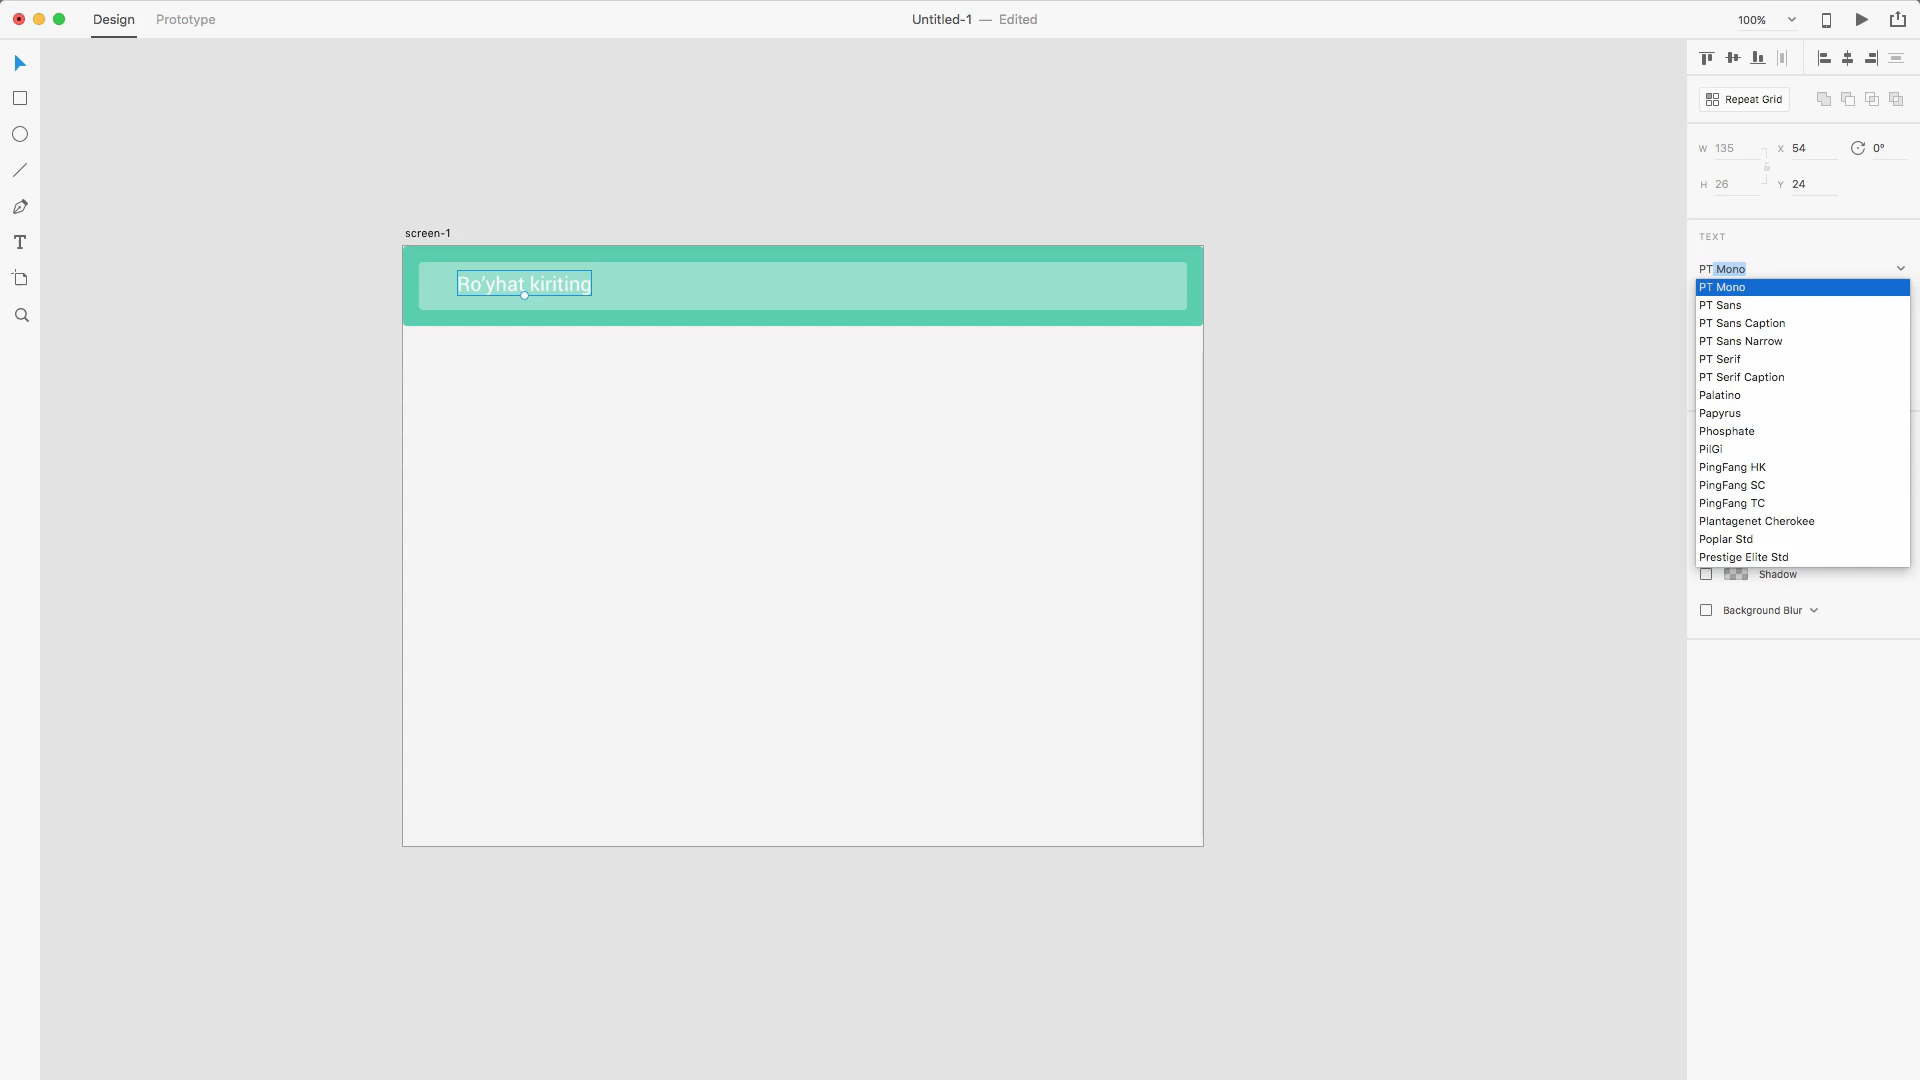 Design
Prototype
Untitled-1 — Edited
100%
Repeat Grid
W 135
X 54
0°
H 26
Y 24
TEXT
PT Mono
PT Mono
PT Sans
PT Sans Caption
PT Sans Narrow
PT Serif
PT Serif Caption
Palatino
Papyrus
Phosphate
PilGi
PingFang HK
PingFang SC
PingFang TC
Plantagenet Cherokee
Poplar Std
Prestige Elite Std
Shadow
Background Blur
screen-1
Ro’yhat kiriting